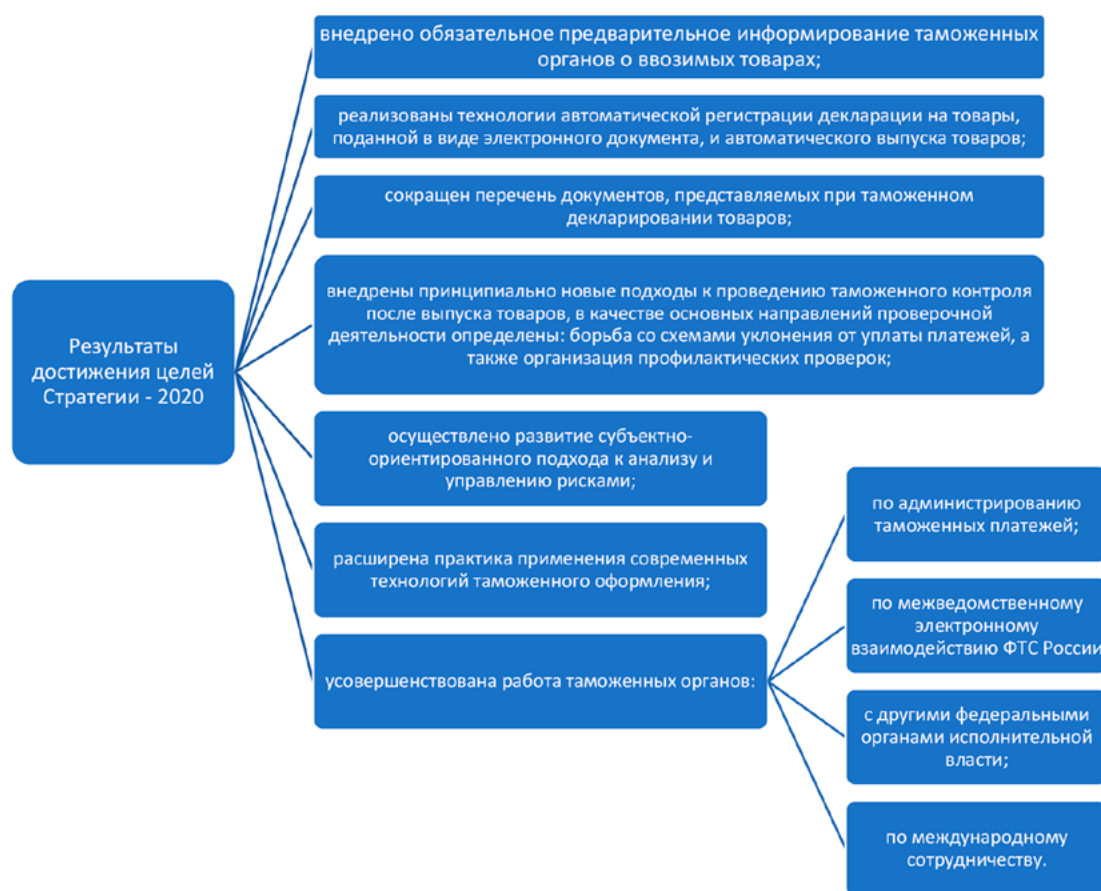 Результаты
достижения целей
Стратегии - 2020
внедрено обязательное предварительное информирование таможенных
органов о ввозимых товарах;
реализованы технологии автоматической регистрации декларации на товары,
поданной в виде электронного документа, и автоматического выпуска товаров;
сокращен перечень документов, представляемых при таможенном
декларировании товаров;
внедрены принципиально новые подходы к проведению таможенного контроля
после выпуска товаров, в качестве основных направлений проверочной
деятельности определены: борьба со схемами уклонения от уплаты платежей, а
также организация профилактических проверок;
осуществлено развитие субъектно-
ориентированного подхода к анализу и
управлению рисками;
расширена практика применения современных
технологий таможенного оформления;
усовершенствована работа таможенных органов:
по администрированию
таможенных платежей;
по межведомственному
электронному
взаимодействию ФТС России
с другими федеральными
органами исполнительной
власти;
по международному
сотрудничеству.